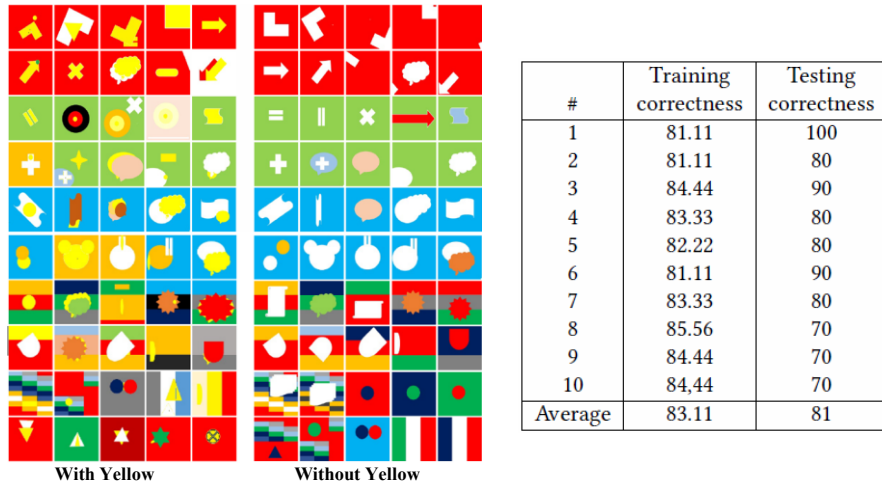 With Yellow
Without Yellow
# Training correctness Testing correctness
1 81.11 100
2 81.11 80
3 84.44 90
4 83.33 80
5 82.22 80
6 81.11 90
7 83.33 80
8 85.56 70
9 84.44 70
10 84,44 70
Average 83.11 81